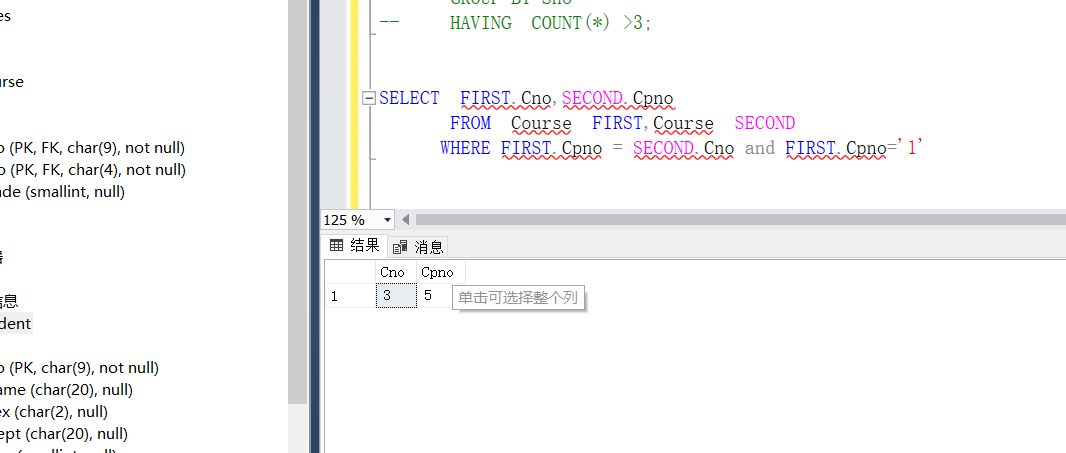 es
GROUP BY Sno
-- HAVING COUNT(*) >3;
rse
SELECT FIRST.Cno,SECOND.Cpno
FROM Course FIRST,Course SECOND
WHERE FIRST.Cpno = SECOND.Cno and FIRST.Cpno='1'
o (PK, FK, char(9), not null)
o (PK, FK, char(4), not null)
de (smallint, null)
125 %
结果 消息
Cno Cpno
1 3 5
单击可选择整个列
信息
dent
o (PK, char(9), not null)
ame (char(20), null)
ex (char(2), null)
ept (char(20), null)